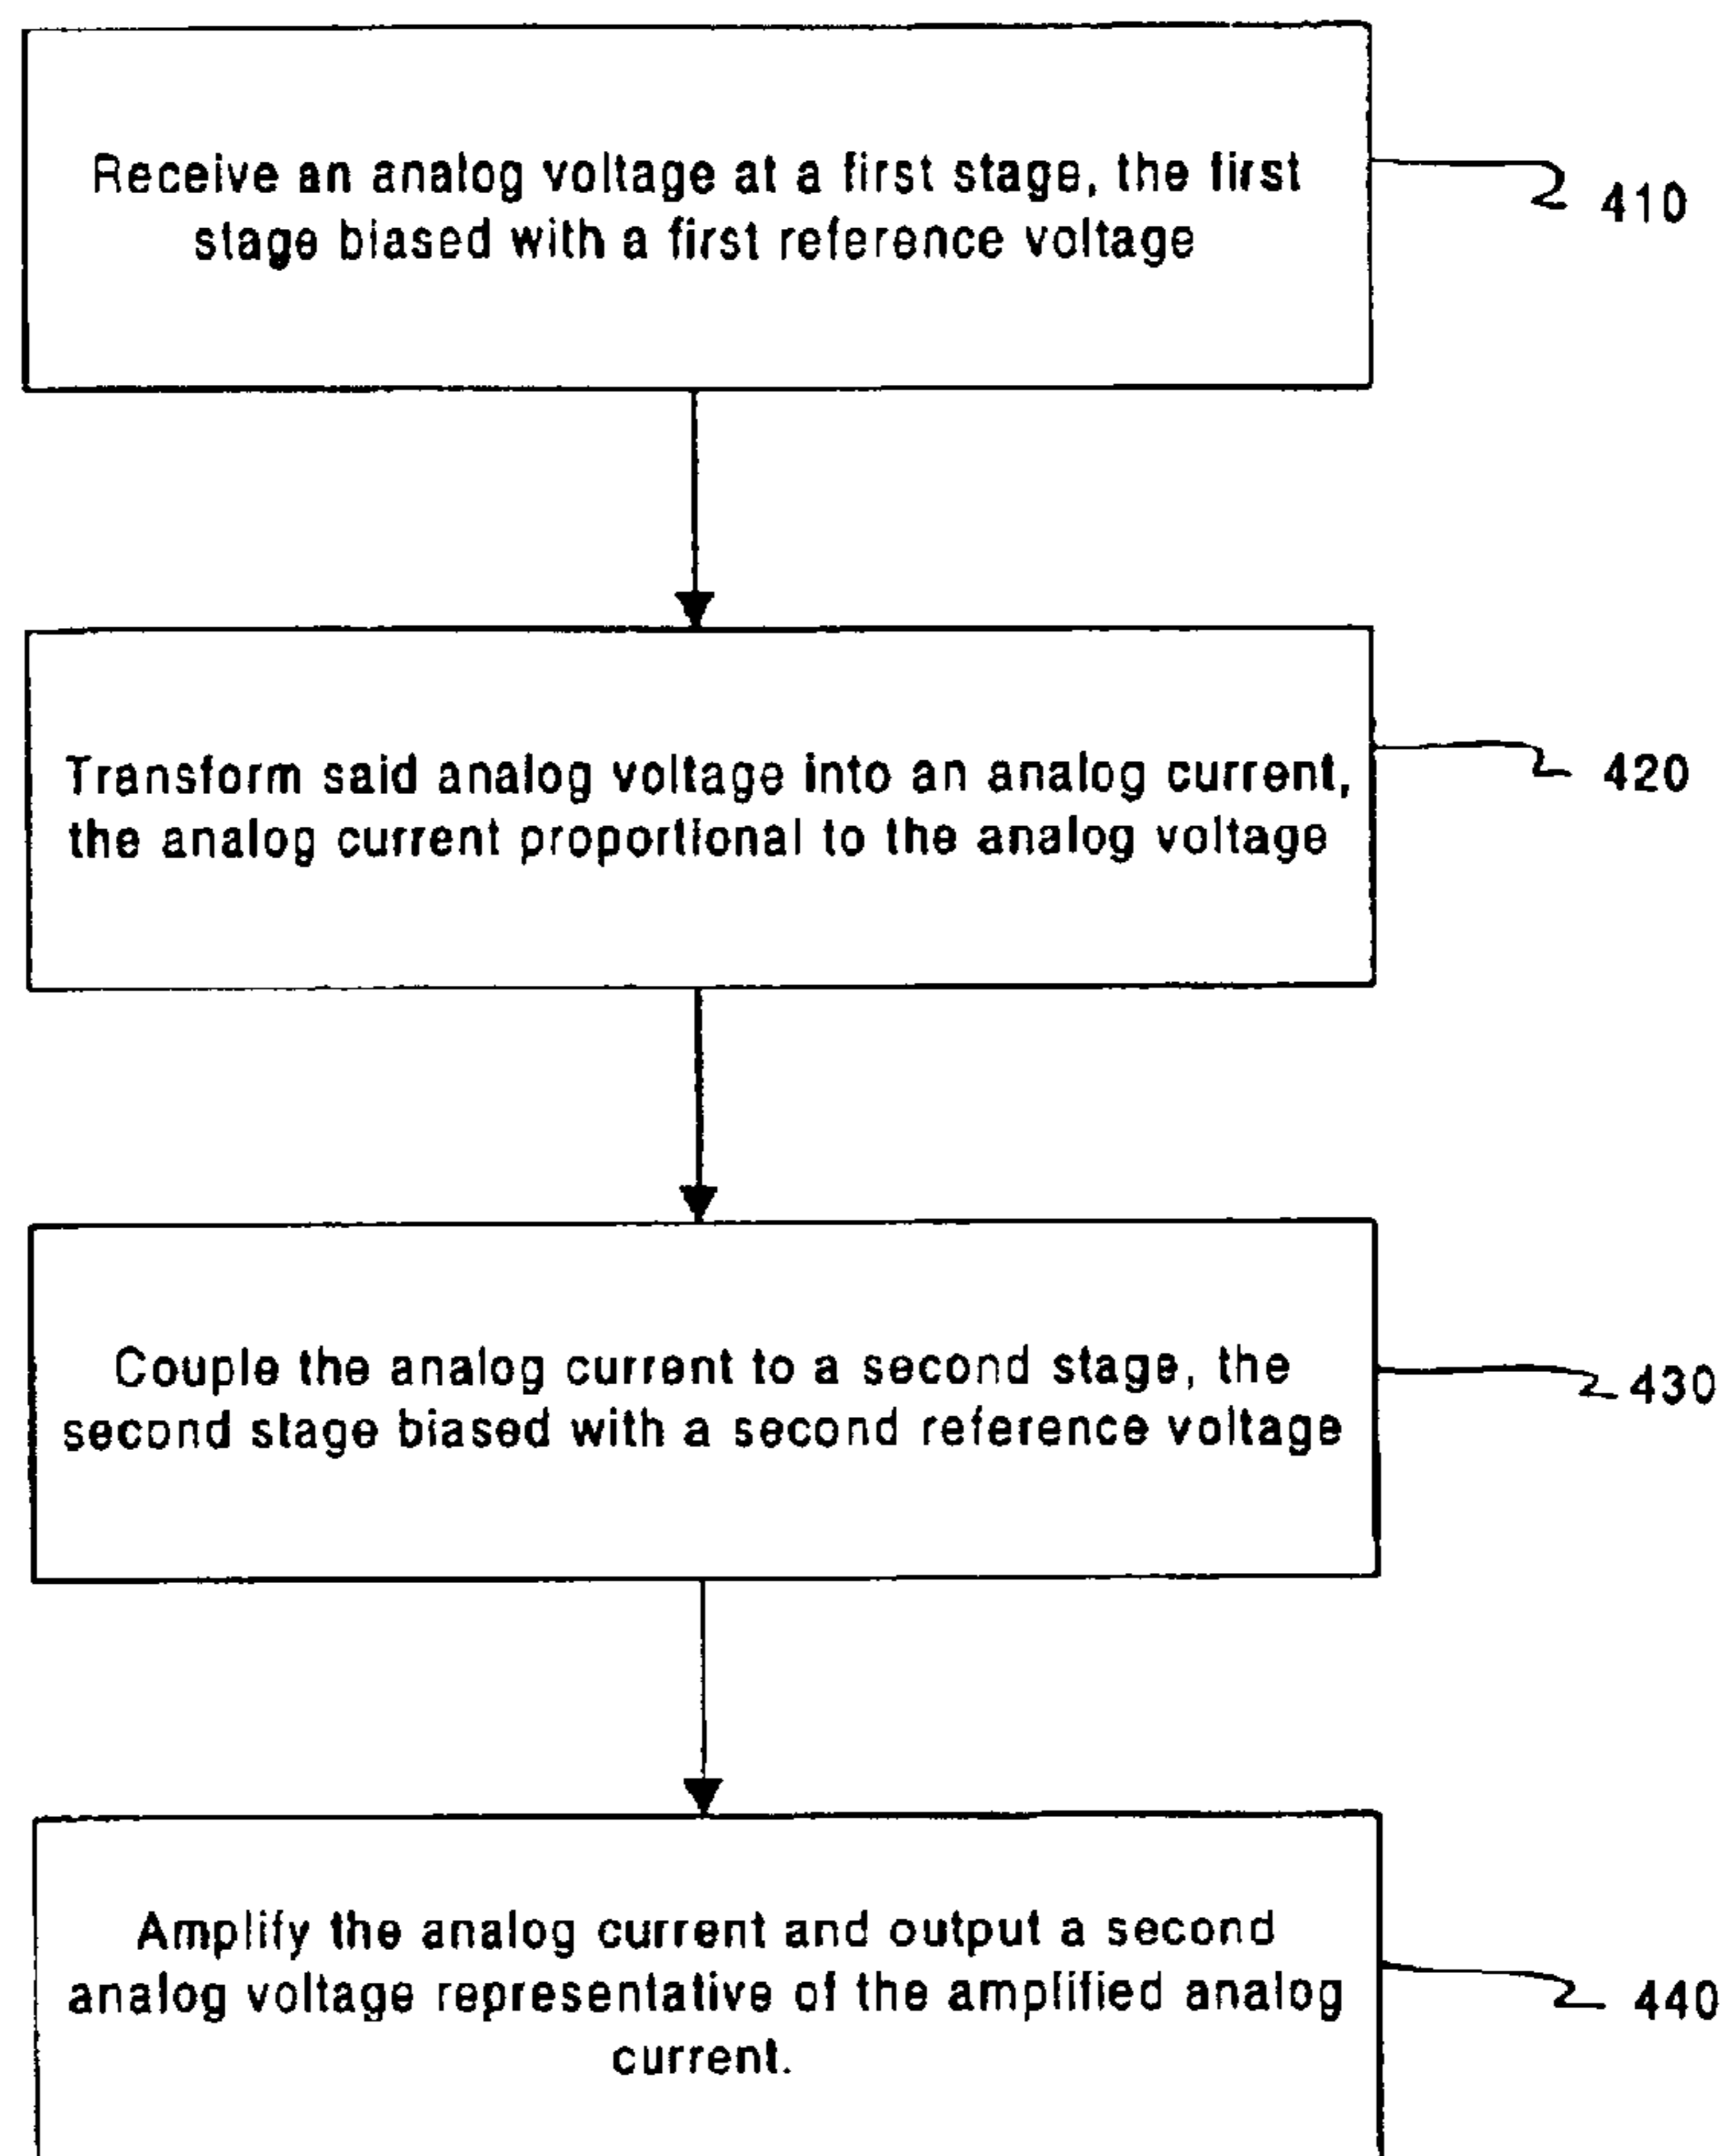 Receive an analog voltage at a first stage, the first
stage biased with a first reference voltage
410
Transform said analog voltage into an analog current,
the analog current proportional to the analog voltage
420
Couple the analog current to a second stage, the
second stage biased with a second reference voltage
430
Amplify the analog current and output a second
analog voltage representative of the amplified analog
current.
440